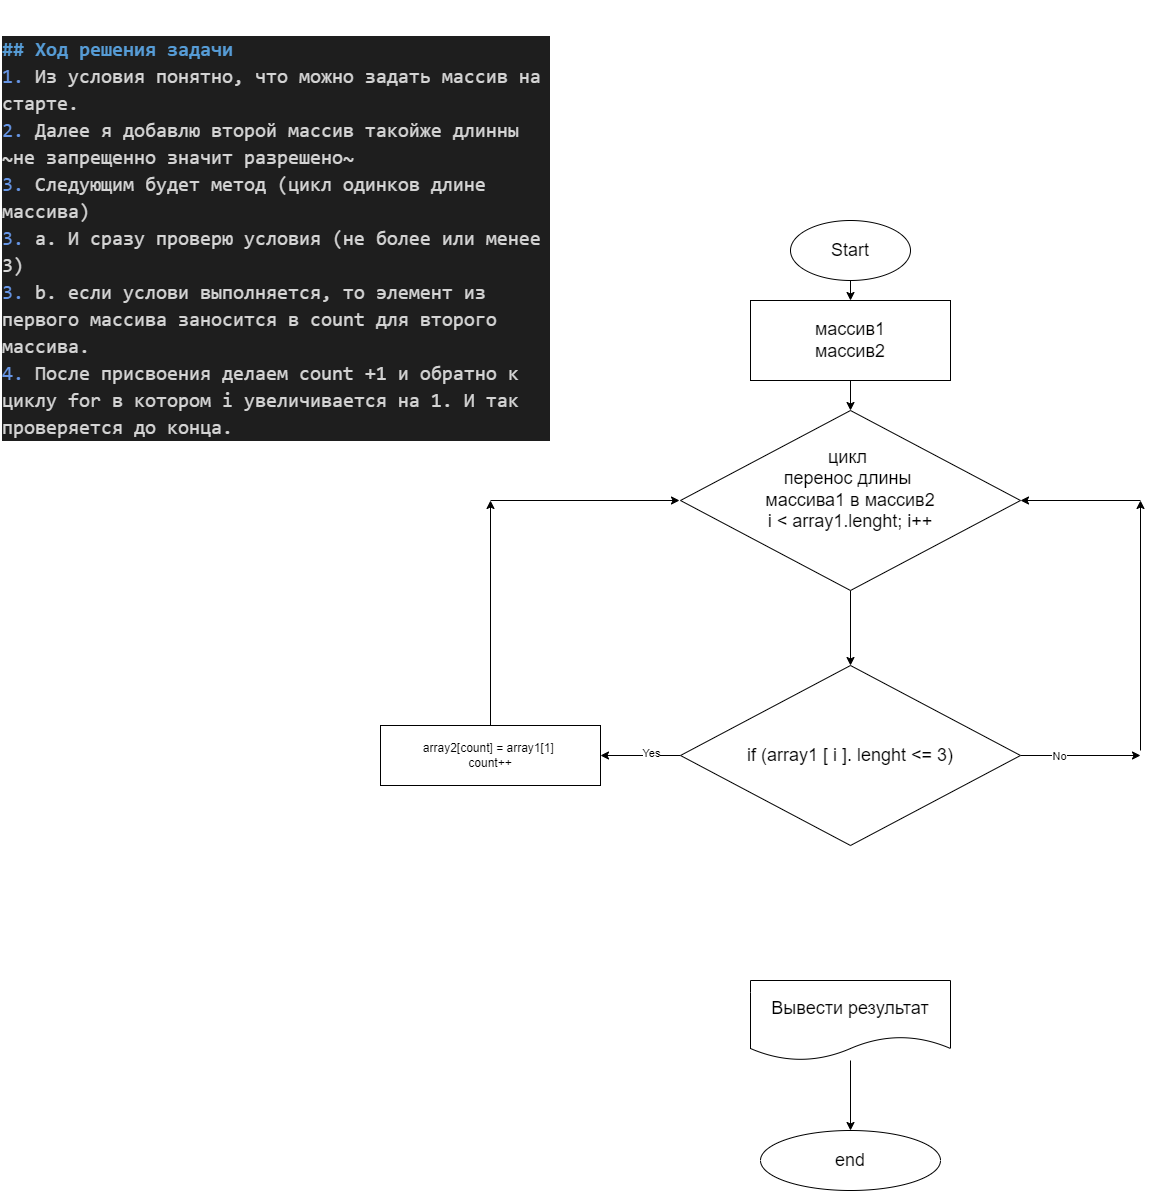 ## Ход решения задачи
1. Из условия понятно, что можно задать массив на
старте.
2. Далее я добавлю второй массив такойже длинны
~не запрещенно значит разрешено~
3. Следующим будет метод (цикл одинков длине
массива)
3. a. И сразу проверю условия (не более или менее
3)
3. b. если услови выполняется, то элемент из
первого массива заносится в count для второго
массива.
4. После присвоения делаем count +1 и обратно к
циклу for в котором i увеличивается на 1. И так
проверяется до конца.
Start
массив1
массив2
цикл
перенос длины
массива1 в массив2
i < array1.lenght; i++
if (array1 [ i ]. lenght <= 3)
Yes
No
array2[count] = array1[1]
count++
Вывести результат
end